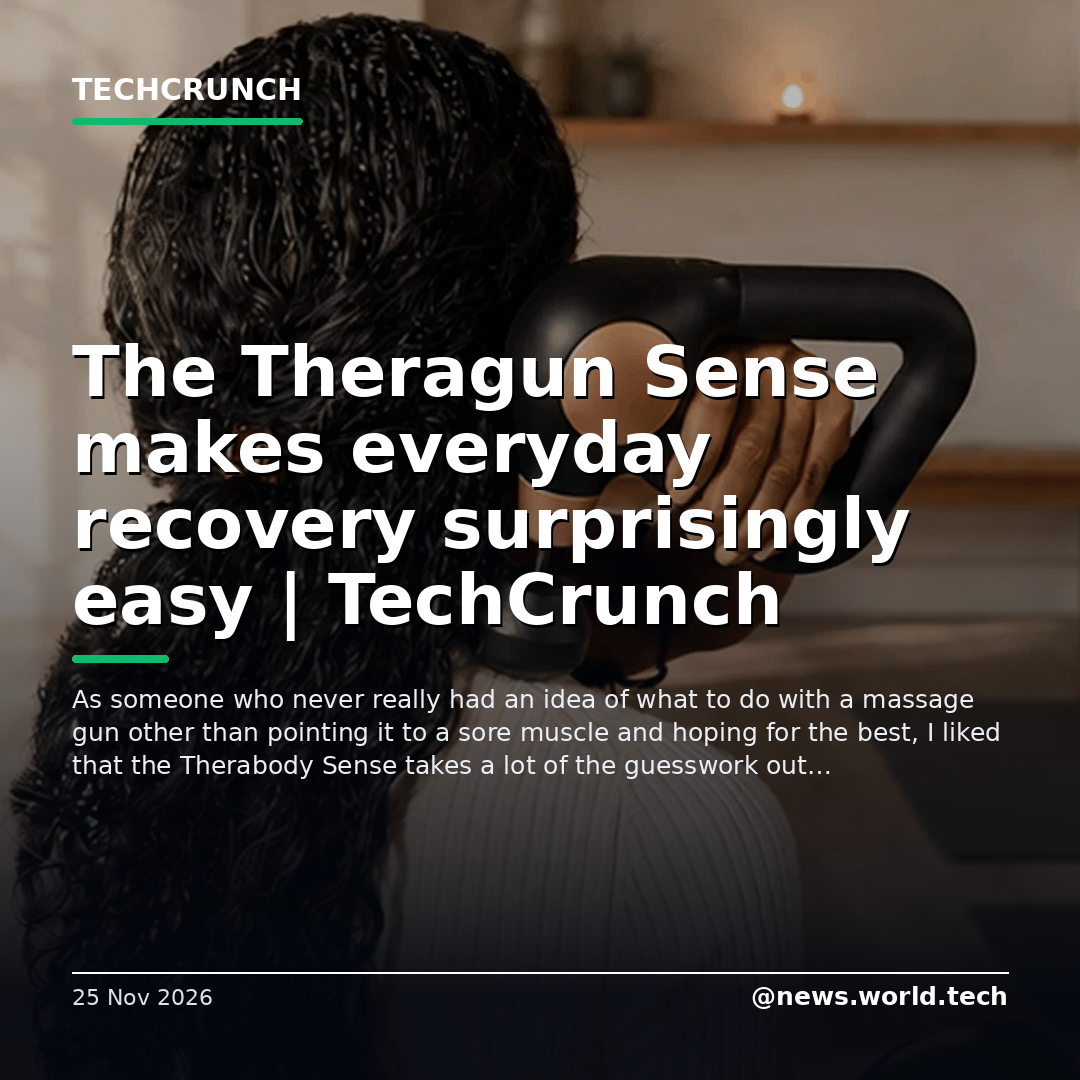 TECHCRUNCH
The Theragun Sense
makes everyday
recovery surprisingly
easy | TechCrunch
As someone who never really had an idea of what to do with a massage
gun other than pointing it to a sore muscle and hoping for the best, I liked
that the Therabody Sense takes a lot of the guesswork out...
25 Nov 2026
@news.world.tech